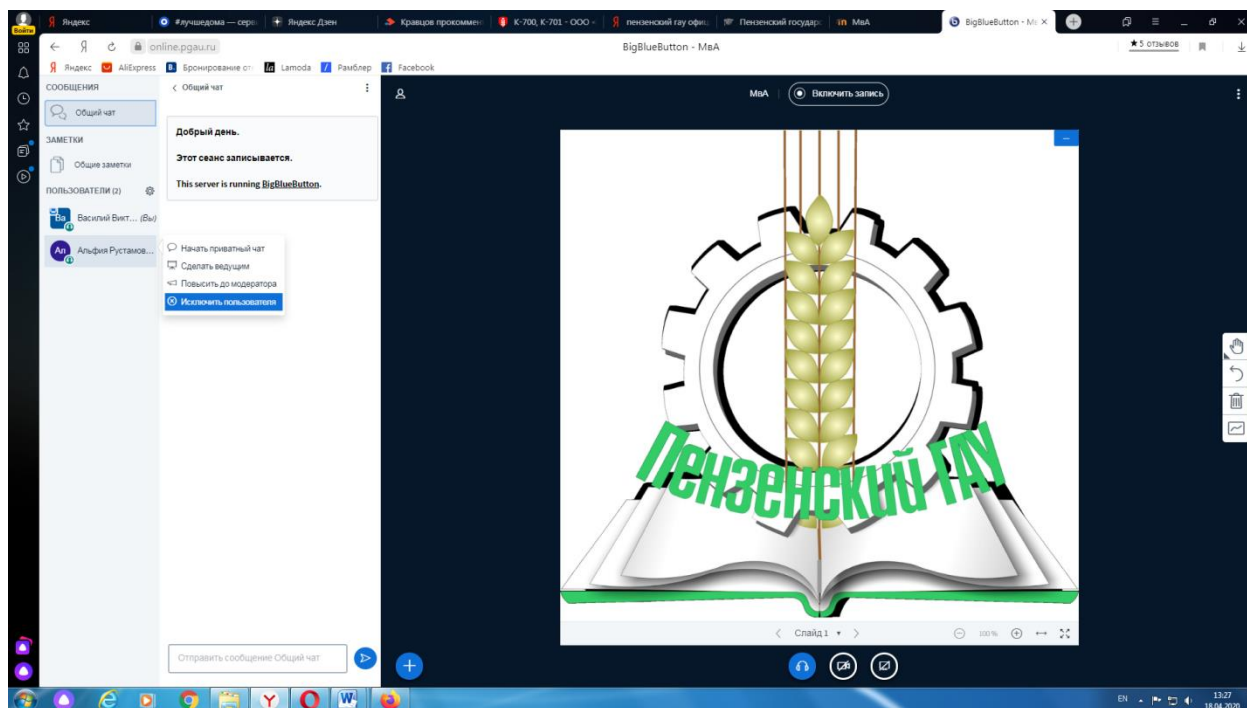 Яндекс
#лучшедома — серв
Яндекс Дзен
Кравцов прокоммен
К-700, К-701 - ООО -
пензенский гау офиц
Пензенский государс
МвА
BigBlueButton - Мв
Войти
online.pgau.ru
BigBlueButton - МвА
★ 5 отзывов
Яндекс
AliExpress
Бронирование от
Lamoda
Рамблер
Facebook
СООБЩЕНИЯ
Общий чат
ЗАМЕТКИ
Общие заметки
ПОЛЬЗОВАТЕЛИ (2)
Ва
Василий Викт... (Вы)
Ал
Альфия Рустамов...
Общий чат
Добрый день.
Этот сеанс записывается.
This server is running BigBlueButton.
Начать приватный чат
Сделать ведущим
Повысить до модератора
Исключить пользователя
Отправить сообщение Общий чат
МвА
Включить запись
Пензенский ГАУ
Слайд 1
100%
EN
13:27
18.04.2020